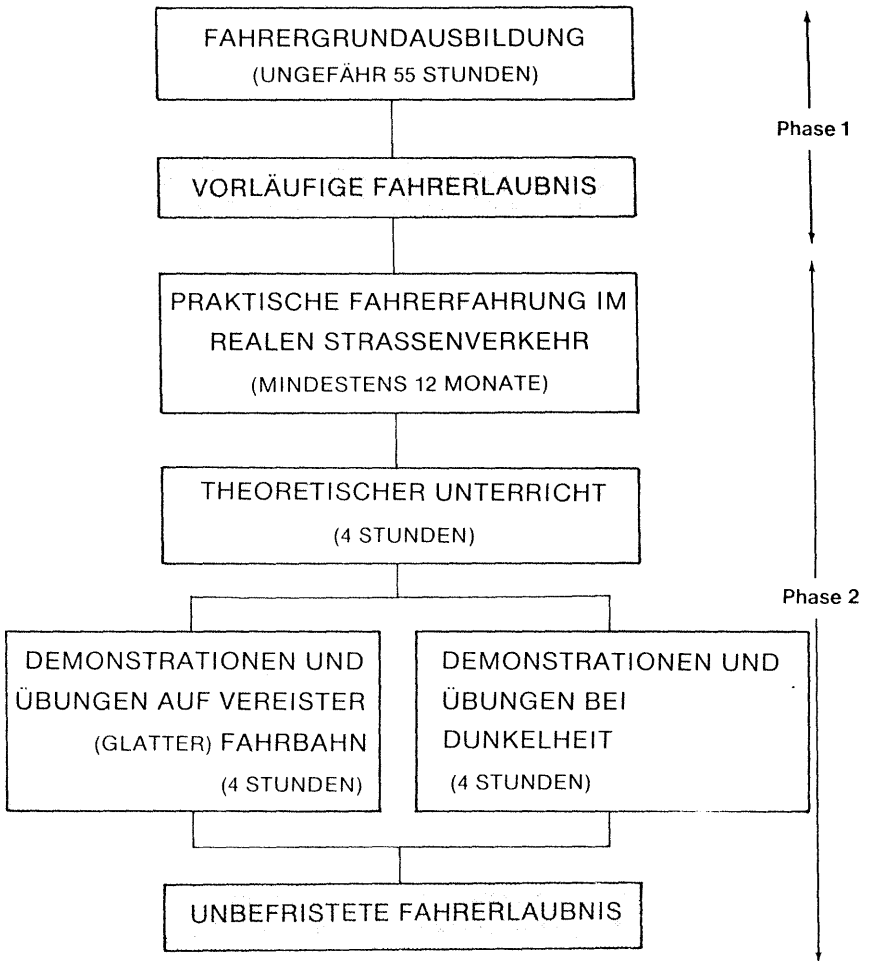 FAHRERGRUNDAUSBILDUNG
(UNGEFÄHR 55 STUNDEN)
Phase 1
VORLÄUFIGE FAHRERLAUBNIS
PRAKTISCHE FAHRERFAHRUNG IM
REALEN STRASSENVERKEHR
(MINDESTENS 12 MONATE)
THEORETISCHER UNTERRICHT
(4 STUNDEN)
Phase 2
DEMONSTRATIONEN UND
ÜBUNGEN AUF VEREISTER
(GLATTER) FAHRBAHN
(4 STUNDEN)
DEMONSTRATIONEN UND
ÜBUNGEN BEI
DUNKELHEIT
(4 STUNDEN)
UNBEFRISTETE FAHRERLAUBNIS